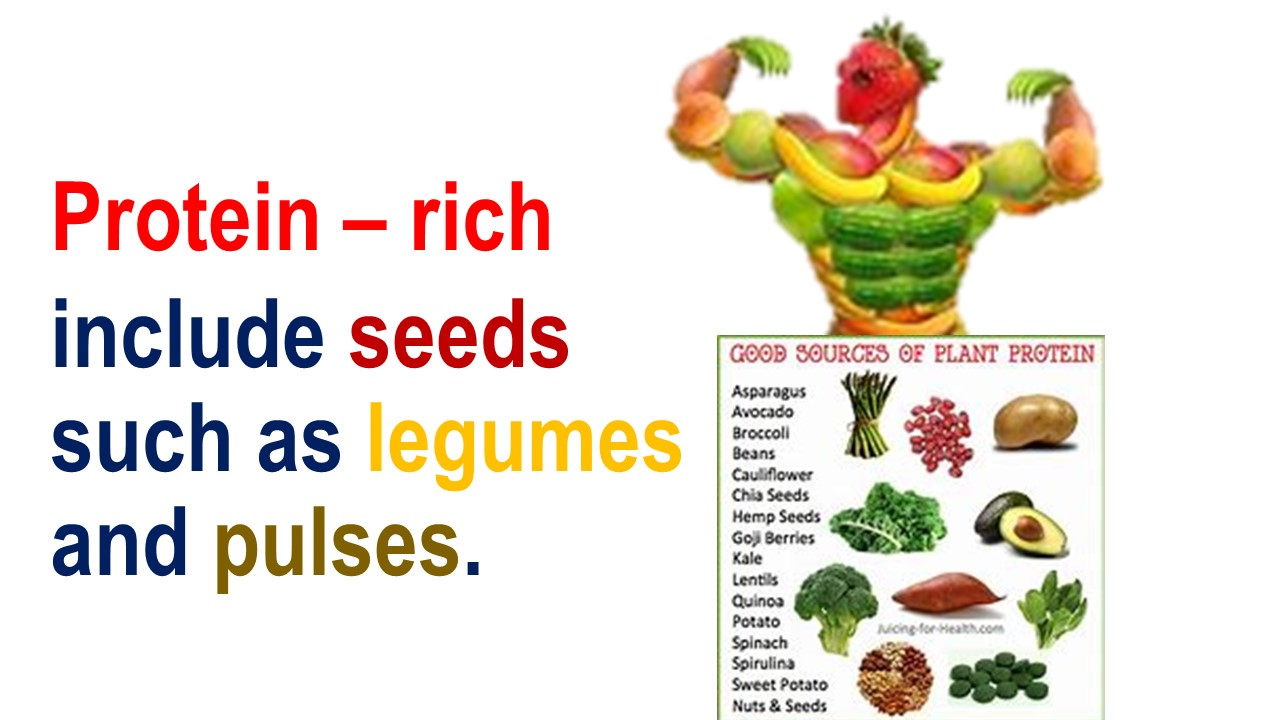 Protein – rich
include seeds
such as legumes
and pulses.
GOOD SOURCES OF PLANT PROTEIN
Asparagus
Avocado
Broccoli
Beans
Cauliflower
Chia Seeds
Hemp Seeds
Goji Berries
Kale
Lentils
Quinoa
Potato
Spinach
Spirulina
Sweet Potato
Nuts & Seeds
Juicing-for-Health.com